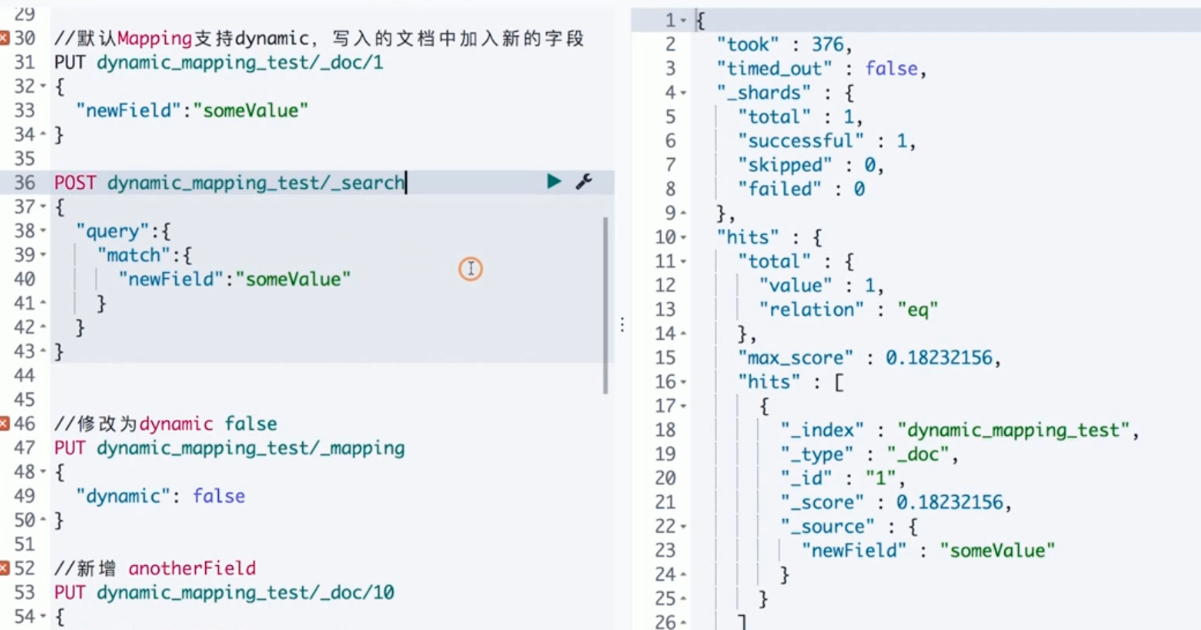 29
30 //默认Mapping支持dynamic，写入的文档中加入新的字段
31 PUT dynamic_mapping_test/_doc/1
32 {
33 "newField":"someValue"
34 }
35
36 POST dynamic_mapping_test/_search
37 {
38 "query":{
39 "match":{
40 "newField":"someValue"
41 }
42 }
43 }
44
45
46 //修改为dynamic false
47 PUT dynamic_mapping_test/_mapping
48 {
49 "dynamic": false
50 }
51
52 //新增 anotherField
53 PUT dynamic_mapping_test/_doc/10
54 {
1 {
2 "took" : 376,
3 "timed_out" : false,
4 "_shards" : {
5 "total" : 1,
6 "successful" : 1,
7 "skipped" : 0,
8 "failed" : 0
9 },
10 "hits" : {
11 "total" : {
12 "value" : 1,
13 "relation" : "eq"
14 },
15 "max_score" : 0.18232156,
16 "hits" : [
17 {
18 "_index" : "dynamic_mapping_test",
19 "_type" : "_doc",
20 "_id" : "1",
21 "_score" : 0.18232156,
22 "_source" : {
23 "newField" : "someValue"
24 }
25 }
26 ]